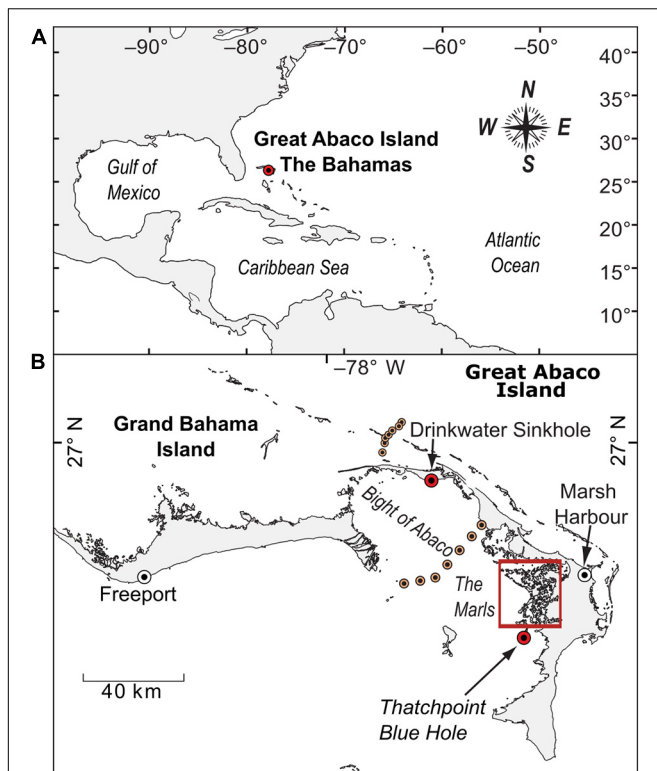 A
–90° –80° –70° –60° –50° 40°
35°
N
W E
S
30°
Great Abaco Island
The Bahamas
Gulf of
Mexico
25°
20°
Atlantic
Ocean
Caribbean Sea
15°
10°
B
–78° W
Great Abaco
Island
Grand Bahama
Island
27° N
27° N
Drinkwater Sinkhole
Bight of Abaco
Marsh
Harbour
The
Marls
Freeport
40 km
Thatchpoint
Blue Hole